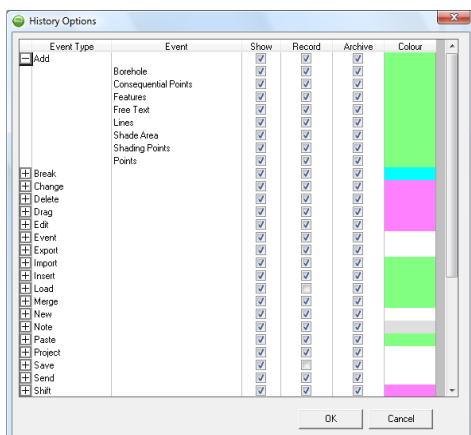 History Options
Event Type Event Show Record Archive Colour
Add
Borehole
Consequential Points
Features
Free Text
Lines
Shade Area
Shading Points
Points
Break
Change
Delete
Drag
Edit
Event
Export
Import
Insert
Load
Merge
New
Note
Paste
Project
Save
Send
Shift
OK Cancel